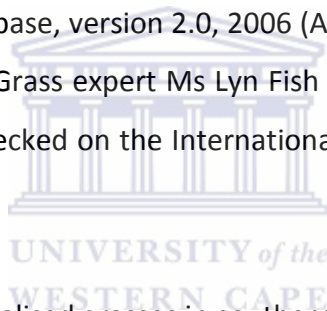 base, version 2.0, 2006 (A
Grass expert Ms Lyn Fish
ecked on the Internationa
UNIVERSITY of the
WESTERN CAPE